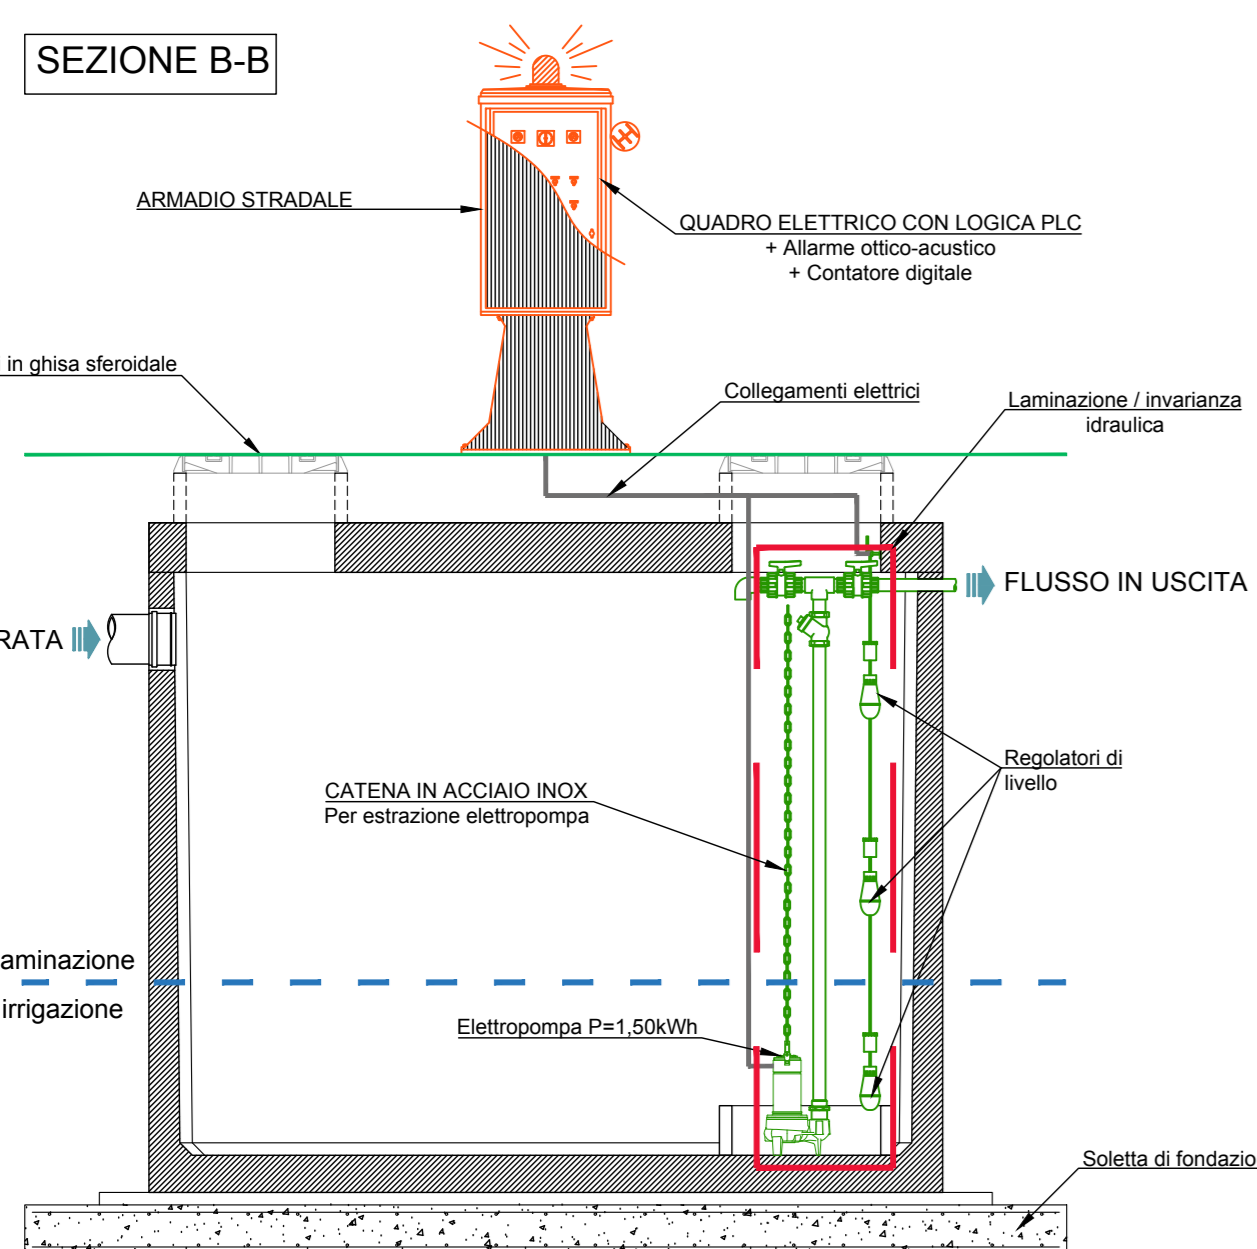 SEZIONE B-B
ARMADIO STRADALE
QUADRO ELETTRICO CON LOGICA PLC
+ Allarme ottico-acustico
+ Contatore digitale
in ghisa sferoidale
Collegamenti elettrici
Laminazione / invarianza
idraulica
FLUSSO IN USCITA
RATA
Regolatori di
livello
CATENA IN ACCIAIO INOX
Per estrazione elettropompa
aminazione
irrigazione
Elettropompa P=1,50kWh
Soletta di fondazio